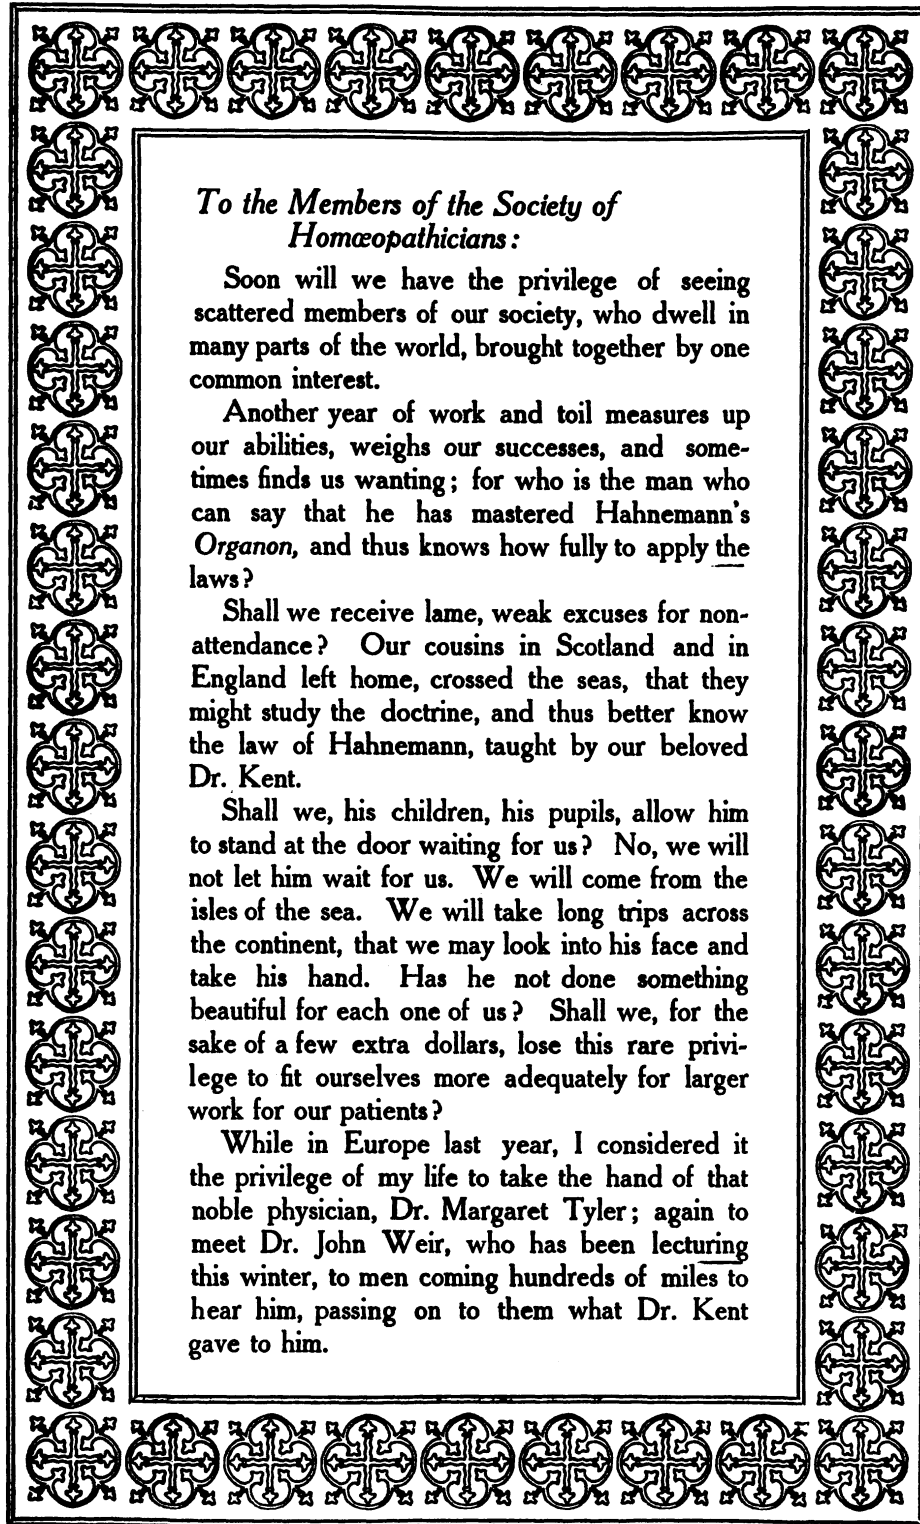 To the Members of the Society of
Homœopathicians:
Soon will we have the privilege of seeing
scattered members of our society, who dwell in
many parts of the world, brought together by one
common interest.
Another year of work and toil measures up
our abilities, weighs our successes, and some-
times finds us wanting; for who is the man who
can say that he has mastered Hahnemann's
Organon, and thus knows how fully to apply the
laws?
Shall we receive lame, weak excuses for non-
attendance? Our cousins in Scotland and in
England left home, crossed the seas, that they
might study the doctrine, and thus better know
the law of Hahnemann, taught by our beloved
Dr. Kent.
Shall we, his children, his pupils, allow him
to stand at the door waiting for us? No, we will
not let him wait for us. We will come from the
isles of the sea. We will take long trips across
the continent, that we may look into his face and
take his hand. Has he not done something
beautiful for each one of us? Shall we, for the
sake of a few extra dollars, lose this rare privi-
lege to fit ourselves more adequately for larger
work for our patients?
While in Europe last year, I considered it
the privilege of my life to take the hand of that
noble physician, Dr. Margaret Tyler; again to
meet Dr. John Weir, who has been lecturing
this winter, to men coming hundreds of miles to
hear him, passing on to them what Dr. Kent
gave to him.